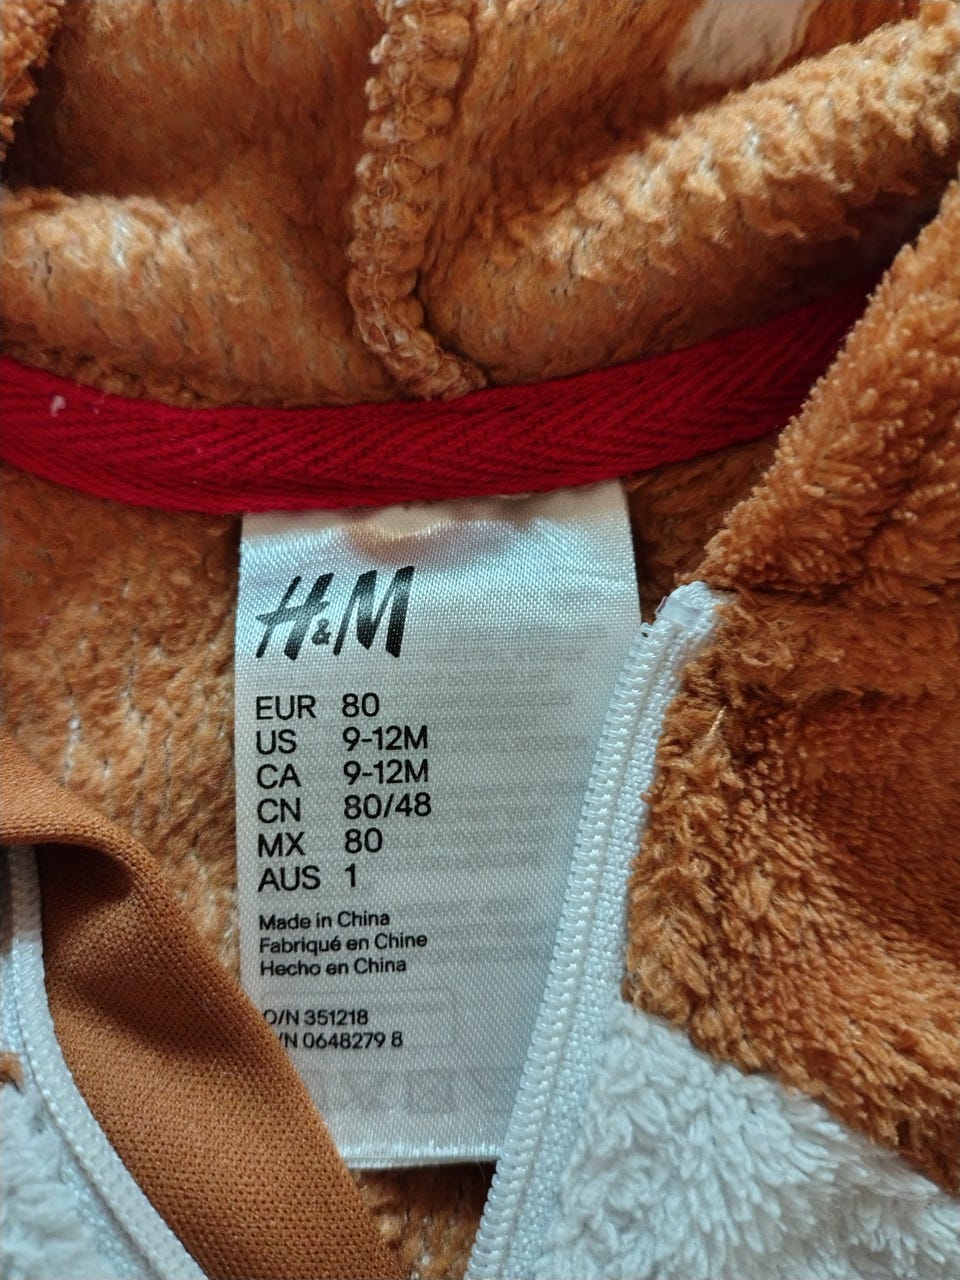 H&M
EUR 80
US 9-12M
CA 9-12M
CN 80/48
MX 80
AUS 1
Made in China
Fabriqué en Chine
Hecho en China
O/N 351218
/N 0648279 8